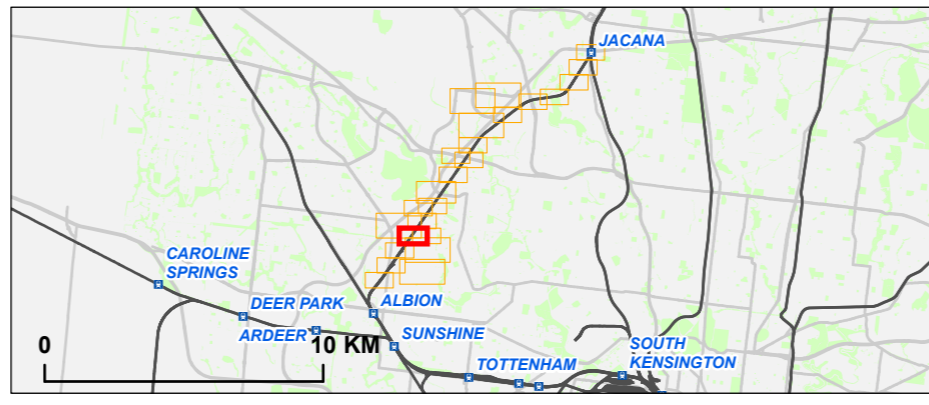 JACANA
CAROLINE
SPRINGS
DEER PARK
ALBION
ARDEER
SUNSHINE
0
10 KM
TOTTENHAM
SOUTH
KENSINGTON